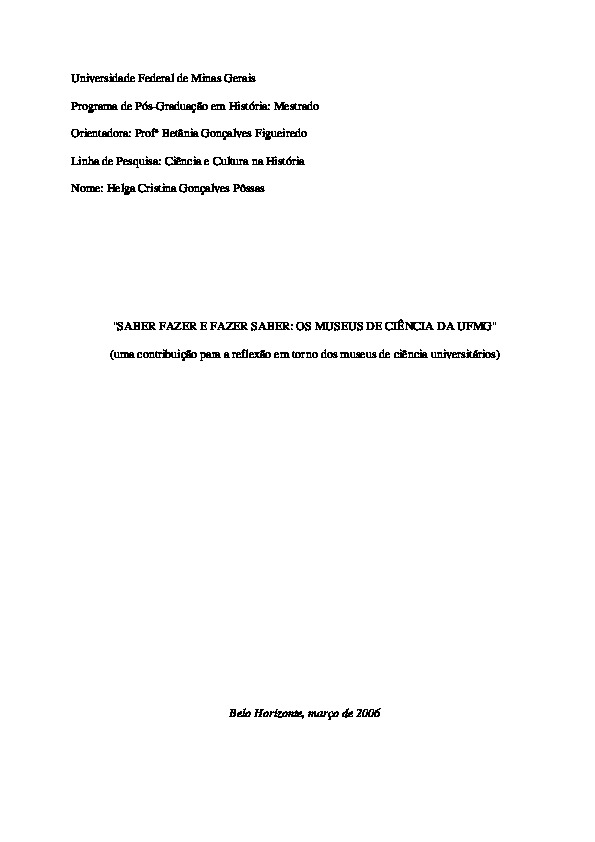 Universidade Federal de Minas Gerais
Programa de Pós-Graduação em História: Mestrado
Orientadora: Profª Betânia Gonçalves Figueiredo
Linha de Pesquisa: Ciência e Cultura na História
Nome: Helga Cristina Gonçalves Pôssas
"SABER FAZER E FAZER SABER: OS MUSEUS DE CIÊNCIA DA UFMG"
(uma contribuição para a reflexão em torno dos museus de ciência universitários)
Belo Horizonte, março de 2006